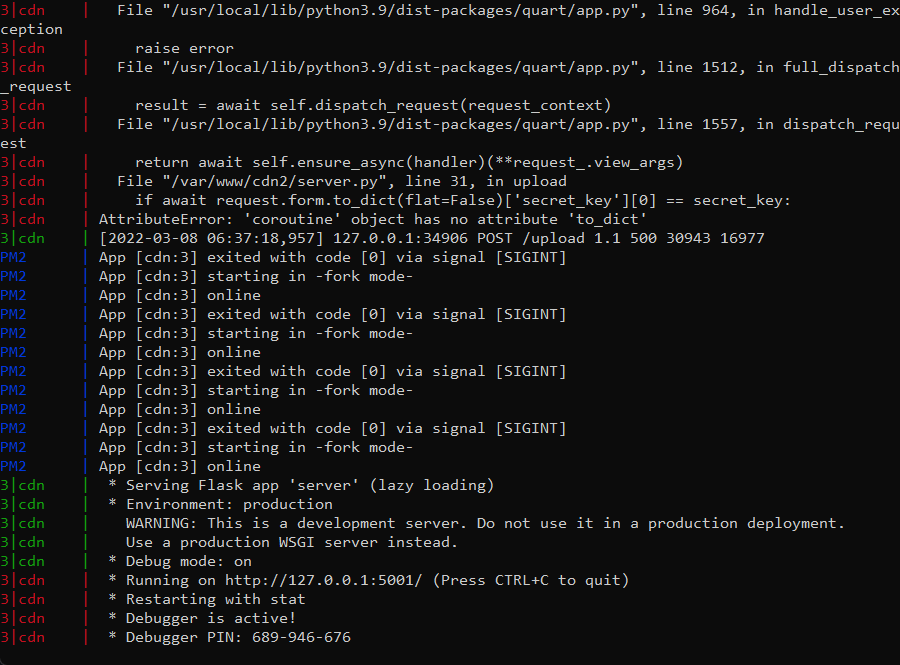 3|cdn    |   File "/usr/local/lib/python3.9/dist-packages/quart/app.py", line 964, in handle_user_ex
ception
3|cdn    |     raise error
3|cdn    |   File "/usr/local/lib/python3.9/dist-packages/quart/app.py", line 1512, in full_dispatch
_request
3|cdn    |     result = await self.dispatch_request(request_context)
3|cdn    |   File "/usr/local/lib/python3.9/dist-packages/quart/app.py", line 1557, in dispatch_requ
est
3|cdn    |     return await self.ensure_async(handler)(**request_.view_args)
3|cdn    |   File "/var/www/cdn2/server.py", line 31, in upload
3|cdn    |     if await request.form.to_dict(flat=False)['secret_key'][0] == secret_key:
3|cdn    | AttributeError: 'coroutine' object has no attribute 'to_dict'
3|cdn    | [2022-03-08 06:37:18,957] 127.0.0.1:34906 POST /upload 1.1 500 30943 16977
PM2      | App [cdn:3] exited with code [0] via signal [SIGINT]
PM2      | App [cdn:3] starting in -fork mode-
PM2      | App [cdn:3] online
PM2      | App [cdn:3] exited with code [0] via signal [SIGINT]
PM2      | App [cdn:3] starting in -fork mode-
PM2      | App [cdn:3] online
PM2      | App [cdn:3] exited with code [0] via signal [SIGINT]
PM2      | App [cdn:3] starting in -fork mode-
PM2      | App [cdn:3] online
PM2      | App [cdn:3] exited with code [0] via signal [SIGINT]
PM2      | App [cdn:3] starting in -fork mode-
PM2      | App [cdn:3] online
3|cdn    |  * Serving Flask app 'server' (lazy loading)
3|cdn    |  * Environment: production
3|cdn    |    WARNING: This is a development server. Do not use it in a production deployment.
3|cdn    |    Use a production WSGI server instead.
3|cdn    |  * Debug mode: on
3|cdn    |  * Running on http://127.0.0.1:5001/ (Press CTRL+C to quit)
3|cdn    |  * Restarting with stat
3|cdn    |  * Debugger is active!
3|cdn    |  * Debugger PIN: 689-946-676